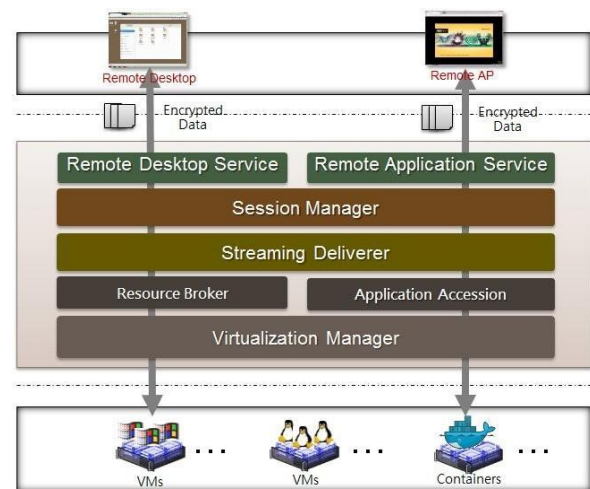 Remote Desktop
Remote AP
Encrypted
Data
Encrypted
Data
Remote Desktop Service
Remote Application Service
Session Manager
Streaming Deliverer
Resource Broker
Application Accession
Virtualization Manager
...
...
...
VMs
VMs
Containers